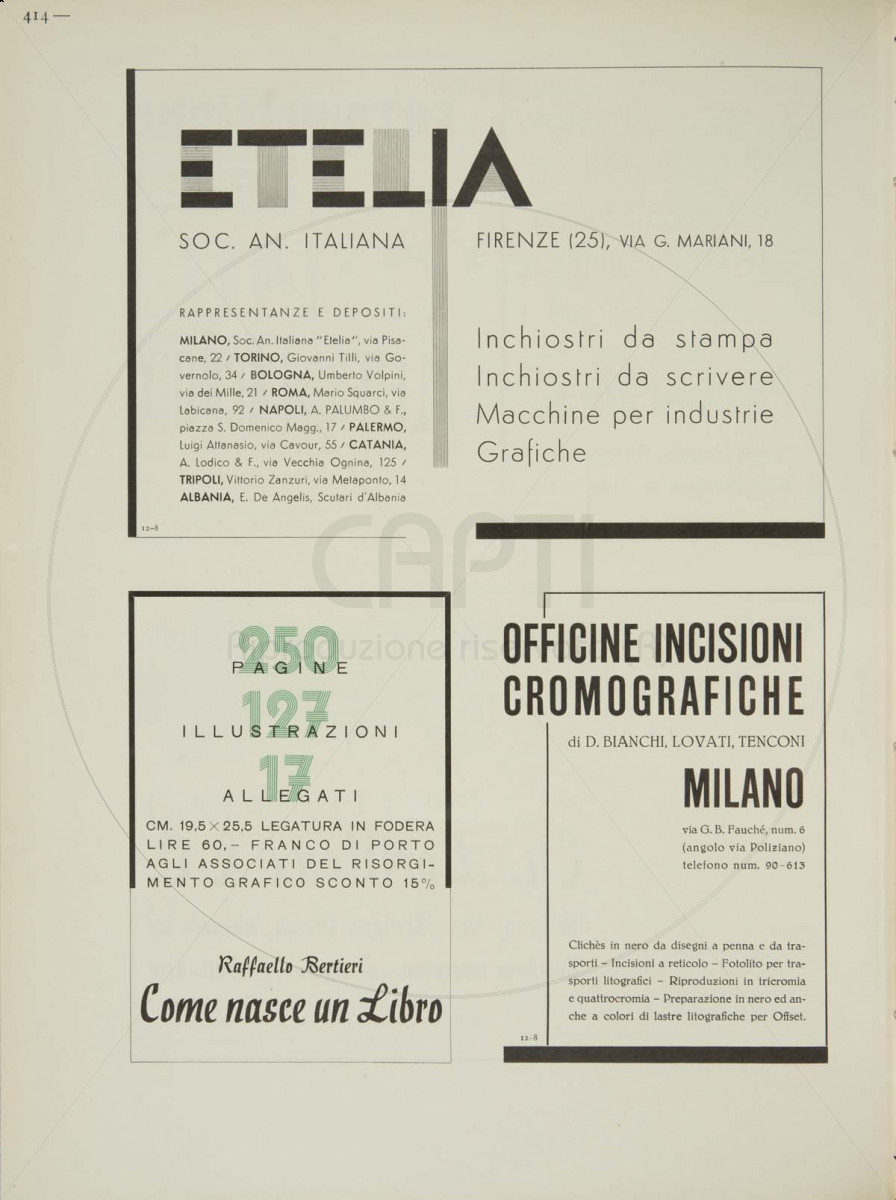 414 —
ETELIA
SOC. AN. ITALIANA
FIRENZE (25), VIA G. MARIANI, 18
RAPPRESENTANZE E DEPOSITI:
MILANO, Soc. An. Italiana "Etelia", via Pisa-
cane, 22 / TORINO, Giovanni Tilli, via Go-
vernolo, 34 / BOLOGNA, Umberto Volpini,
via dei Mille, 21 / ROMA, Mario Squarci, via
Labicana, 92 / NAPOLI, A. PALUMBO & F.,
piazza S. Domenico Magg., 17 / PALERMO,
Luigi Attanasio, via Cavour, 55 / CATANIA,
A. Lodico & F., via Vecchia Ognina, 125 /
TRIPOLI, Vittorio Zanzuri, via Metaponto, 14
ALBANIA, E. De Angelis, Scutari d'Albania
12-8
Inchiostri da stampa
Inchiostri da scrivere
Macchine per industrie
Grafiche
CAPTI
Riproduzione riservata
250
PAGINE
127
ILLUSTRAZIONI
17
ALLEGATI
CM. 19,5×25,5 LEGATURA IN FODERA
LIRE 60,- FRANCO DI PORTO
AGLI ASSOCIATI DEL RISORGI-
MENTO GRAFICO SCONTO 15%
Raffaello Bertieri
Come nasce un Libro
OFFICINE INCISIONI
CROMOGRAFICHE
di D. BIANCHI, LOVATI, TENCONI
MILANO
via G. B. Fauché, num. 6
(angolo via Poliziano)
telefono num. 90-613
Clichès in nero da disegni a penna e da tra-
sporti – Incisioni a reticolo – Fotolito per tra-
sporti litografici – Riproduzioni in tricromia
e quattrocromia – Preparazione in nero ed an-
che a colori di lastre litografiche per Offset.
12-8